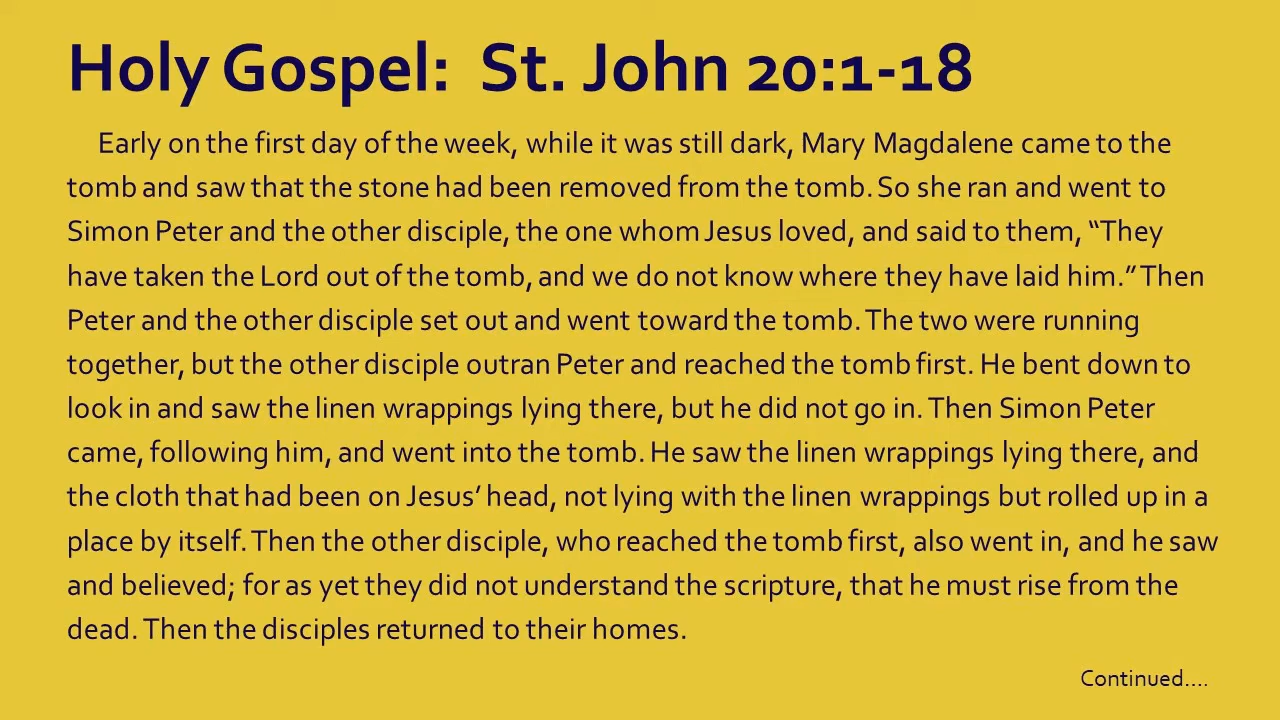 Holy Gospel: St. John 20:1-18
Early on the first day of the week, while it was still dark, Mary Magdalene came to the
tomb and saw that the stone had been removed from the tomb. So she ran and went to
Simon Peter and the other disciple, the one whom Jesus loved, and said to them, “They
have taken the Lord out of the tomb, and we do not know where they have laid him.” Then
Peter and the other disciple set out and went toward the tomb. The two were running
together, but the other disciple outran Peter and reached the tomb first. He bent down to
look in and saw the linen wrappings lying there, but he did not go in. Then Simon Peter
came, following him, and went into the tomb. He saw the linen wrappings lying there, and
the cloth that had been on Jesus’ head, not lying with the linen wrappings but rolled up in a
place by itself. Then the other disciple, who reached the tomb first, also went in, and he saw
and believed; for as yet they did not understand the scripture, that he must rise from the
dead. Then the disciples returned to their homes.
Continued....